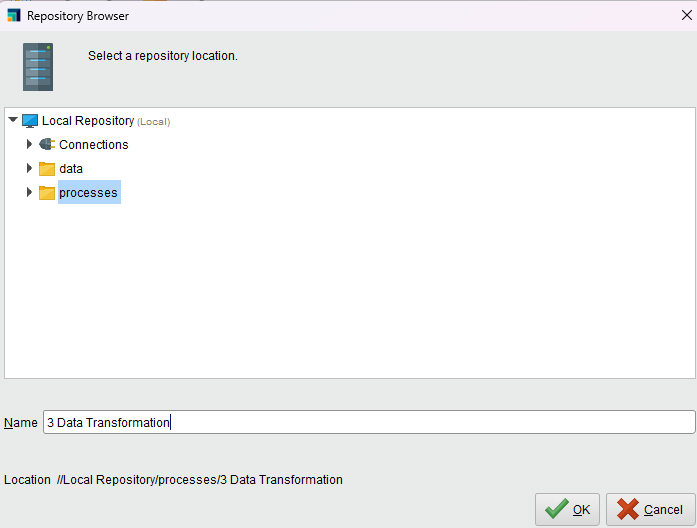 Repository Browser
Select a repository location.
Local Repository (Local)
Connections
data
processes
Name 3 Data Transformation
Location //Local Repository/processes/3 Data Transformation
OK Cancel